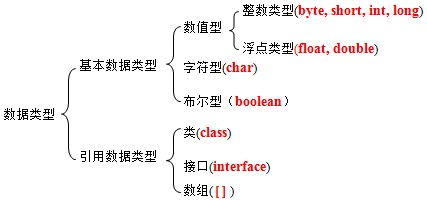 整数类型(byte, short, int, long)
数值型
浮点类型(float, double)
基本数据类型
字符型(char)
布尔型（boolean）
数据类型
类(class)
引用数据类型
接口(interface)
数组([ ])